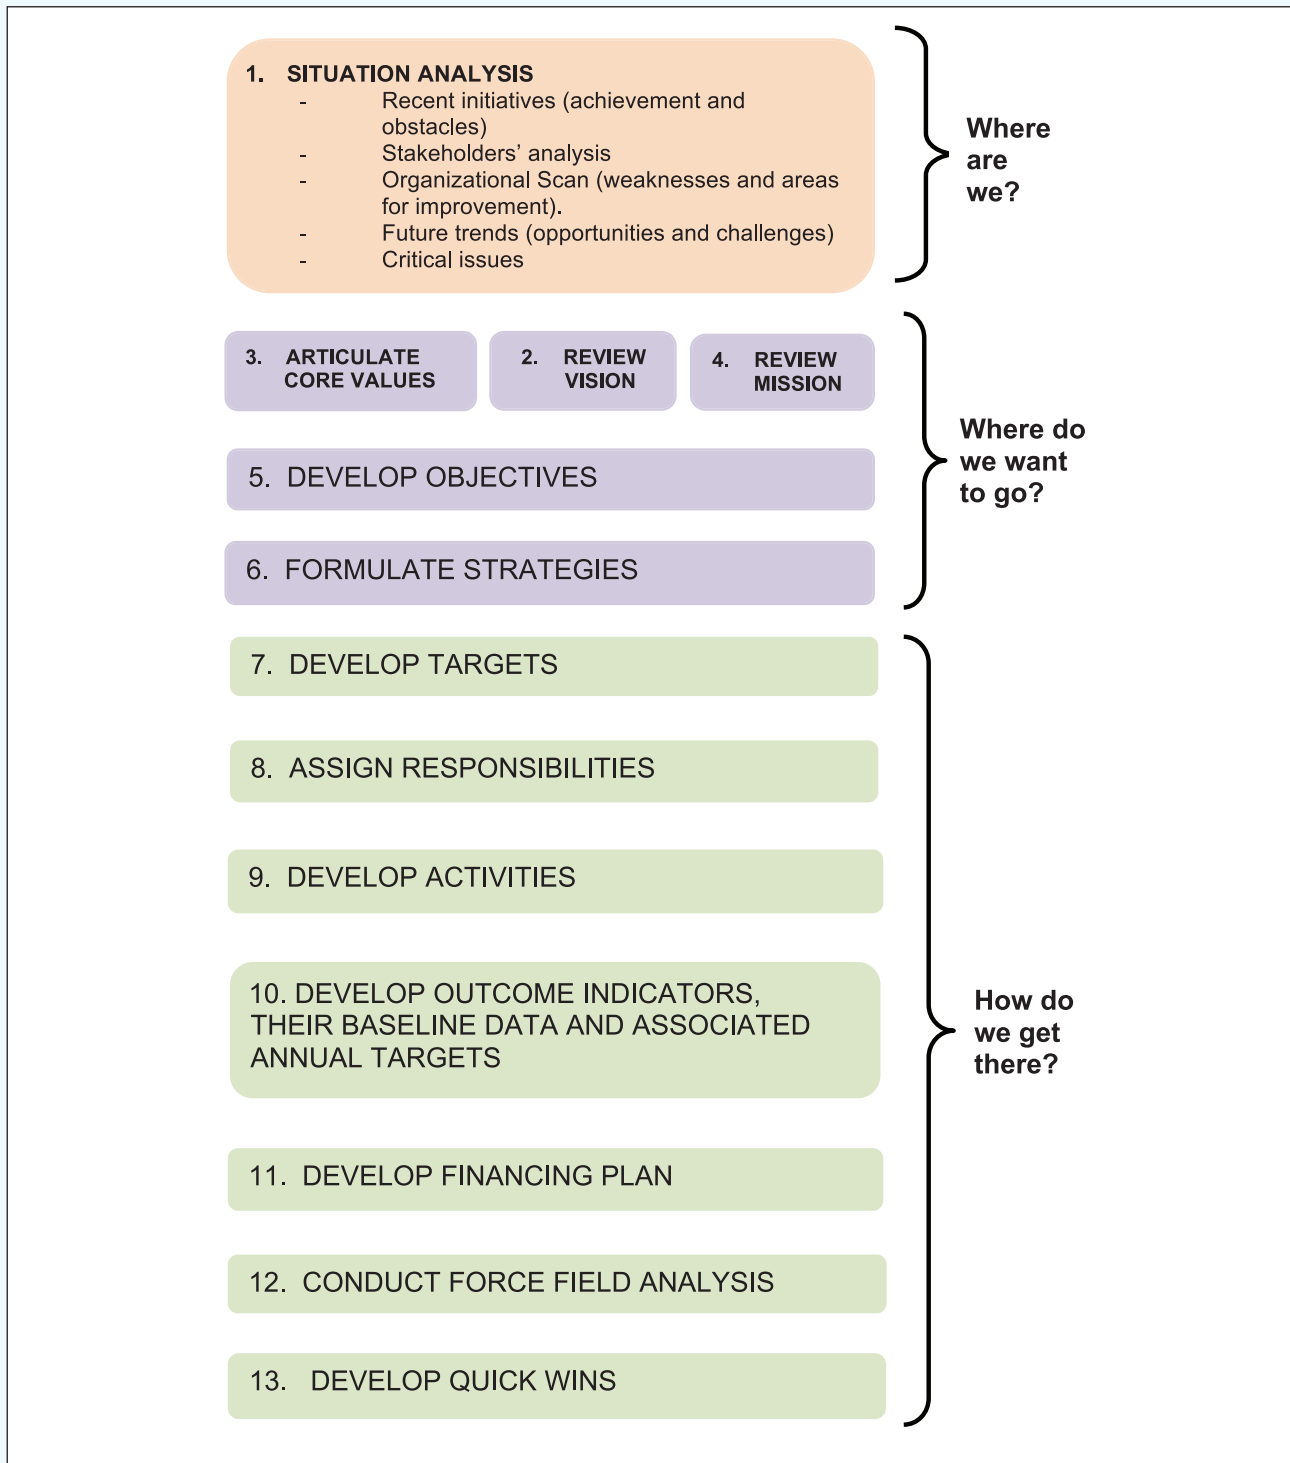 1. SITUATION ANALYSIS
- Recent initiatives (achievement and
obstacles)
- Stakeholders’ analysis
- Organizational Scan (weaknesses and areas
for improvement).
- Future trends (opportunities and challenges)
- Critical issues
Where
are
we?
3. ARTICULATE
CORE VALUES
2. REVIEW
VISION
4. REVIEW
MISSION
5. DEVELOP OBJECTIVES
6. FORMULATE STRATEGIES
Where do
we want
to go?
7. DEVELOP TARGETS
8. ASSIGN RESPONSIBILITIES
9. DEVELOP ACTIVITIES
10. DEVELOP OUTCOME INDICATORS,
THEIR BASELINE DATA AND ASSOCIATED
ANNUAL TARGETS
11. DEVELOP FINANCING PLAN
12. CONDUCT FORCE FIELD ANALYSIS
13. DEVELOP QUICK WINS
How do
we get
there?